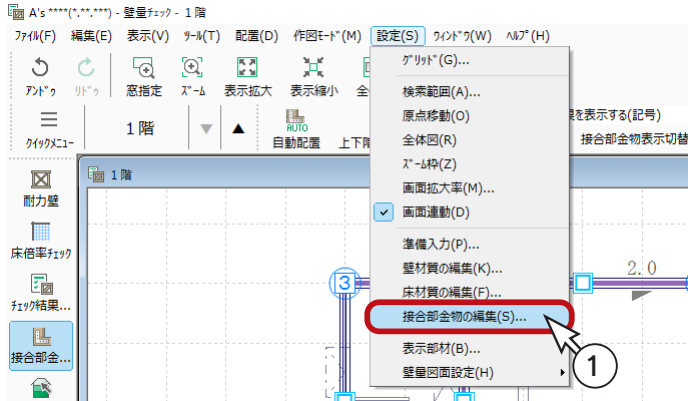 A's ****(*.**.***) - 壁量ﾁｪｯｸ - 1 階
ﾌｧｲﾙ(F) 編集(E) 表示(V) ﾂｰﾙ(T) 配置(D) 作図ﾓｰﾄﾞ(M) 設定(S) ｳｨﾝﾄﾞｳ(W) ﾍﾙﾌﾟ(H)
ｱﾝﾄﾞｩ ﾘﾄﾞｩ 窓指定 ｽﾞｰﾑ 表示拡大 表示縮小 全
ｸｲｯｸﾒﾆｭｰ 1 階 ▼ ▲ AUTO 自動配置 上下階
を表示する(記号)
接合部金物表示切替
1 階
耐力壁
床倍率ﾁｪｯｸ
ﾁｪｯｸ結果...
接合部金...
ｸﾞﾘｯﾄﾞ(G)...
検索範囲(A)...
原点移動(O)
全体図(R)
ｽﾞｰﾑ枠(Z)
画面拡大率(M)...
画面連動(D)
準備入力(P)...
壁材質の編集(K)...
床材質の編集(F)...
接合部金物の編集(S)...
表示部材(B)...
壁量図面設定(H)
3
2.0
1